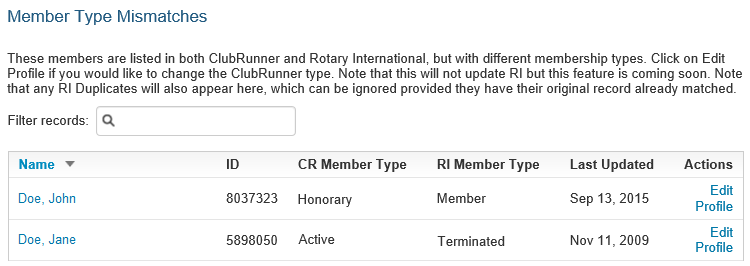 Member Type Mismatches
These members are listed in both ClubRunner and Rotary International, but with different membership types. Click on Edit
Profile if you would like to change the ClubRunner type. Note that this will not update RI but this feature is coming soon. Note
that any RI Duplicates will also appear here, which can be ignored provided they have their original record already matched.
Filter records:
Name ID CR Member Type RI Member Type Last Updated Actions
Doe, John 8037323 Honorary Member Sep 13, 2015 Edit
Profile
Doe, Jane 5898050 Active Terminated Nov 11, 2009 Edit
Profile